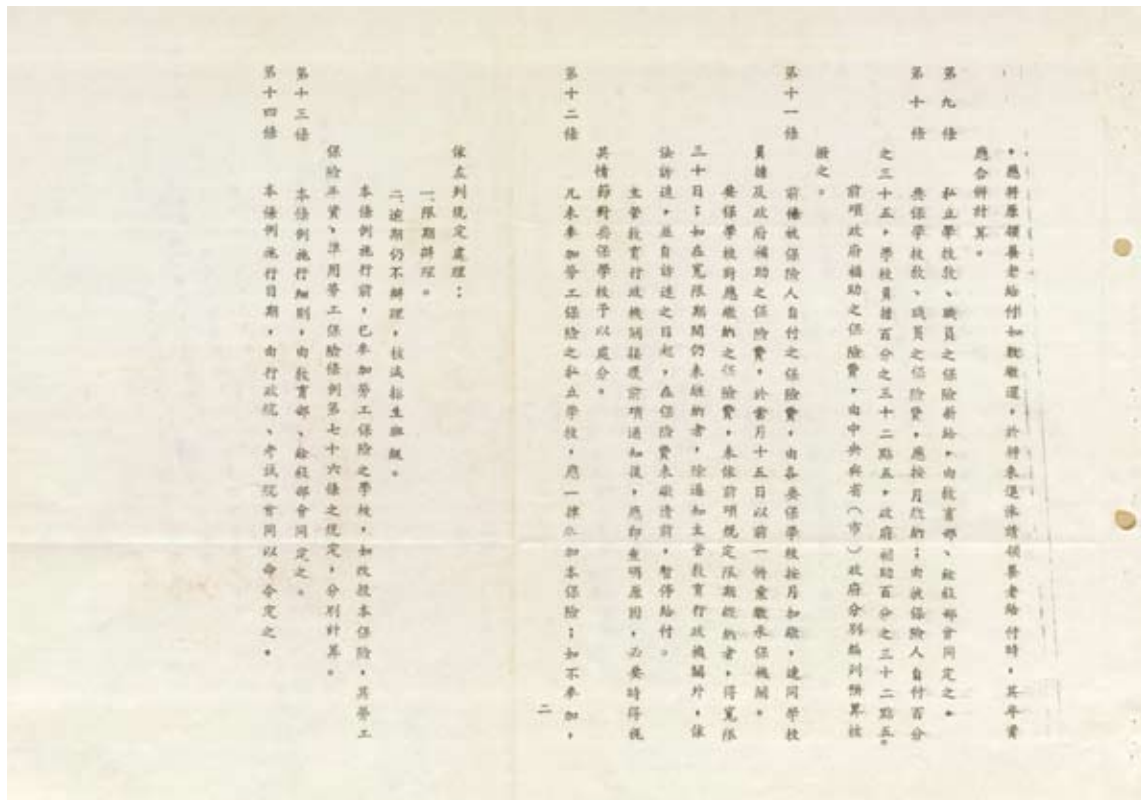 ，應將原領養老給付如數繳還，於將來退休請領養老給付時，其年資
應合併計算。
第九條　私立學校教、職員之保險薪給，由教育部、銓敘部會同定之。
第十條　要保學校教、職員之保險費，應按月繳納；由被保險人自付百分
之三十五，學校負擔百分之三十二點五，政府補助百分之三十二點五。
前項政府補助之保險費，由中央與省（市）政府分別編列預算核
撥之。
第十一條　前條被保險人自付之保險費，由各要保學校按月扣繳，連同學校
負擔及政府補助之保險費，於當月十五日以前一併彙繳承保機關。
要保學校對應繳納之保險費，未依前項規定限期繳納者，得寬限
三十日；如在寬限期間仍未繳納者，除通知主管教育行政機關外，依
法訴追，並自訴追之日起，在保險費未繳清前，暫停給付。
主管教育行政機關接獲前項通知後，應即查明原因，必要時得視
其情節對要保學校予以處分。
第十二條　凡未參加勞工保險之私立學校，應一律參加本保險；如不參加，
二
依左列規定處理：
一、限期辦理。
二、逾期仍不辦理，核減招生班級。
本條例施行前，已參加勞工保險之學校，如改投本保險，其勞工
保險年資、準用勞工保險條例第七十六條之規定，分別計算。
第十三條　本條例施行細則，由教育部、銓敘部會同定之。
第十四條　本條例施行日期，由行政院、考試院會同以命令定之。